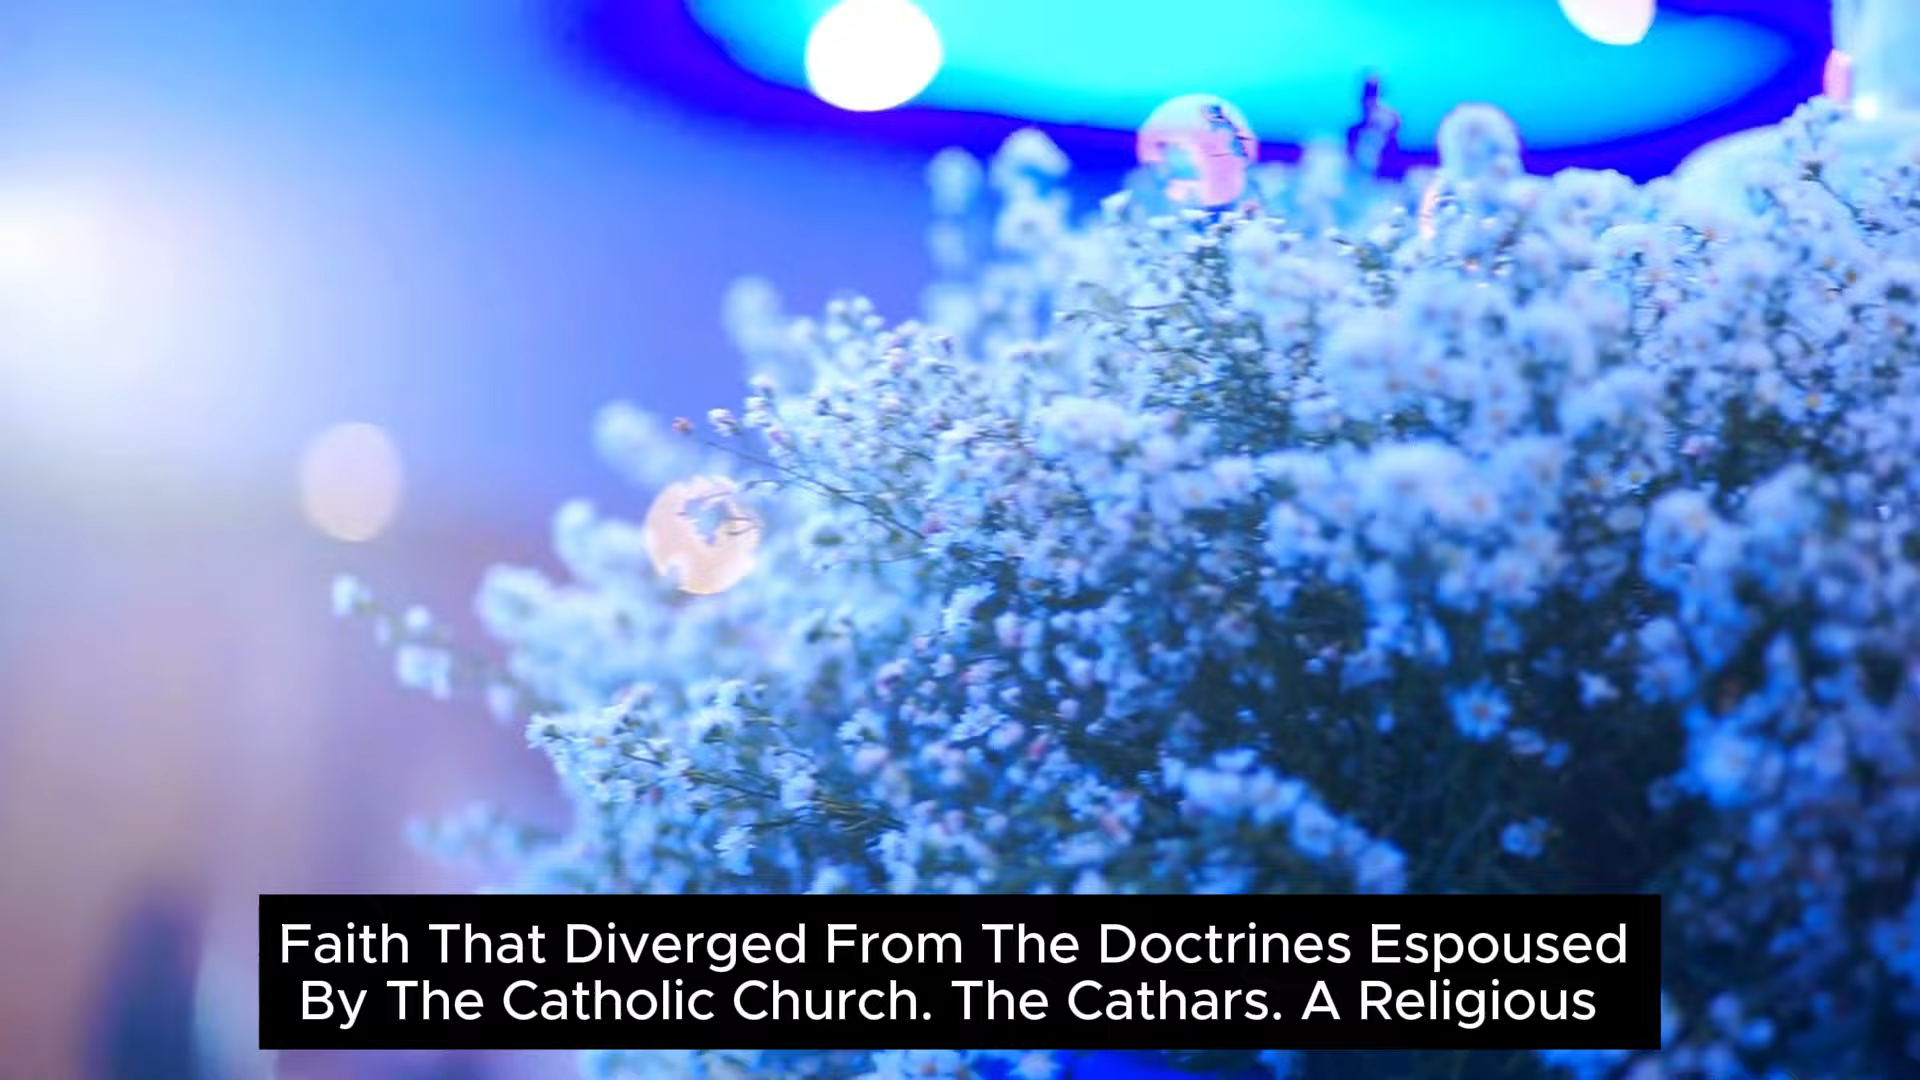 Faith That Diverged From The Doctrines Espoused
By The Catholic Church. The Cathars. A Religious